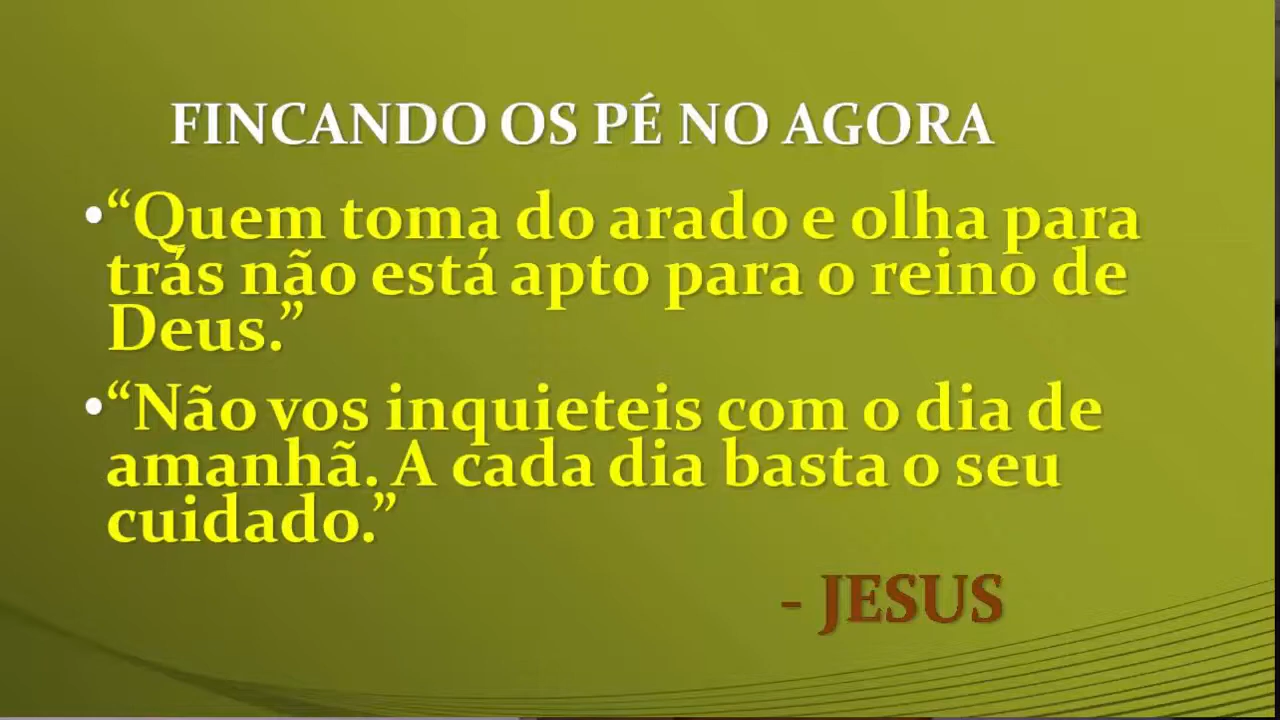 FINCANDO OS PÉ NO AGORA
•“Quem toma do arado e olha para
trás não está apto para o reino de
Deus.”
•“Não vos inquieteis com o dia de
amanhã. A cada dia basta o seu
cuidado.”
- JESUS